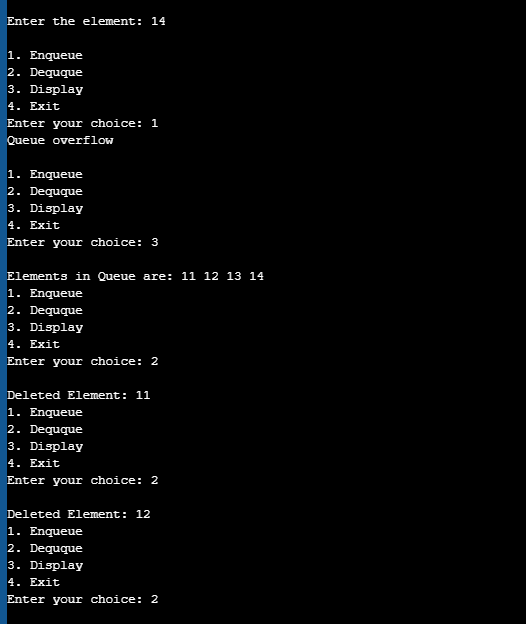 Enter the element: 14
1. Enqueue
2. Dequque
3. Display
4. Exit
Enter your choice: 1
Queue overflow
1. Enqueue
2. Dequque
3. Display
4. Exit
Enter your choice: 3
Elements in Queue are: 11 12 13 14
1. Enqueue
2. Dequque
3. Display
4. Exit
Enter your choice: 2
Deleted Element: 11
1. Enqueue
2. Dequque
3. Display
4. Exit
Enter your choice: 2
Deleted Element: 12
1. Enqueue
2. Dequque
3. Display
4. Exit
Enter your choice: 2